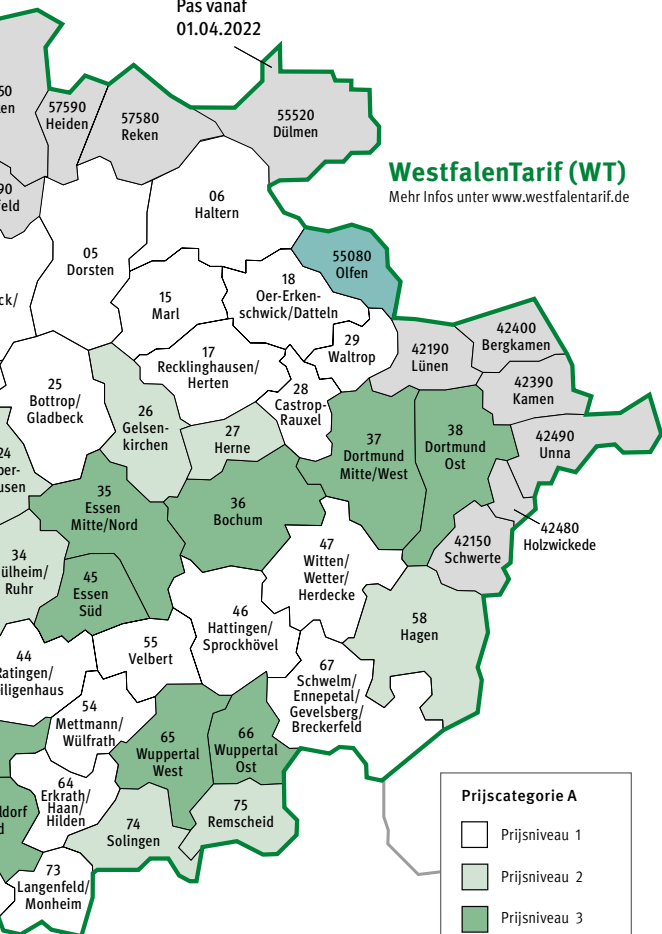 Pas vanaf
01.04.2022
57590
Heiden
57580
Reken
55520
Dülmen
WestfalenTarif (WT)
Mehr Infos unter www.westfalentarif.de
06
Haltern
05
Dorsten
55080
Olfen
18
Oer-Erken-
schwick/Datteln
15
Marl
29
Waltrop
42400
Bergkamen
42190
Lünen
17
Recklinghausen/
Herten
42390
Kamen
25
Bottrop/
Gladbeck
28
Castrop-
Rauxel
26
Gelsen-
kirchen
27
Herne
37
Dortmund
Mitte/West
38
Dortmund
Ost
42490
Unna
24
35
Essen
Mitte/Nord
36
Bochum
42480
Holzwickede
42150
Schwerte
47
Witten/
Wetter/
Herdecke
34
ülheim/
Ruhr
45
Essen
Süd
46
Hattingen/
Sprockhövel
58
Hagen
55
Velbert
44
Ratingen/
iligenhaus
67
Schwelm/
Ennepetal/
Gevelsberg/
Breckerfeld
54
Mettmann/
Wülfrath
65
Wuppertal
West
66
Wuppertal
Ost
64
Erkrath/
Haan/
Hilden
75
Remscheid
74
Solingen
73
Langenfeld/
Monheim
Prijscategorie A
Prijsniveau 1
Prijsniveau 2
Prijsniveau 3